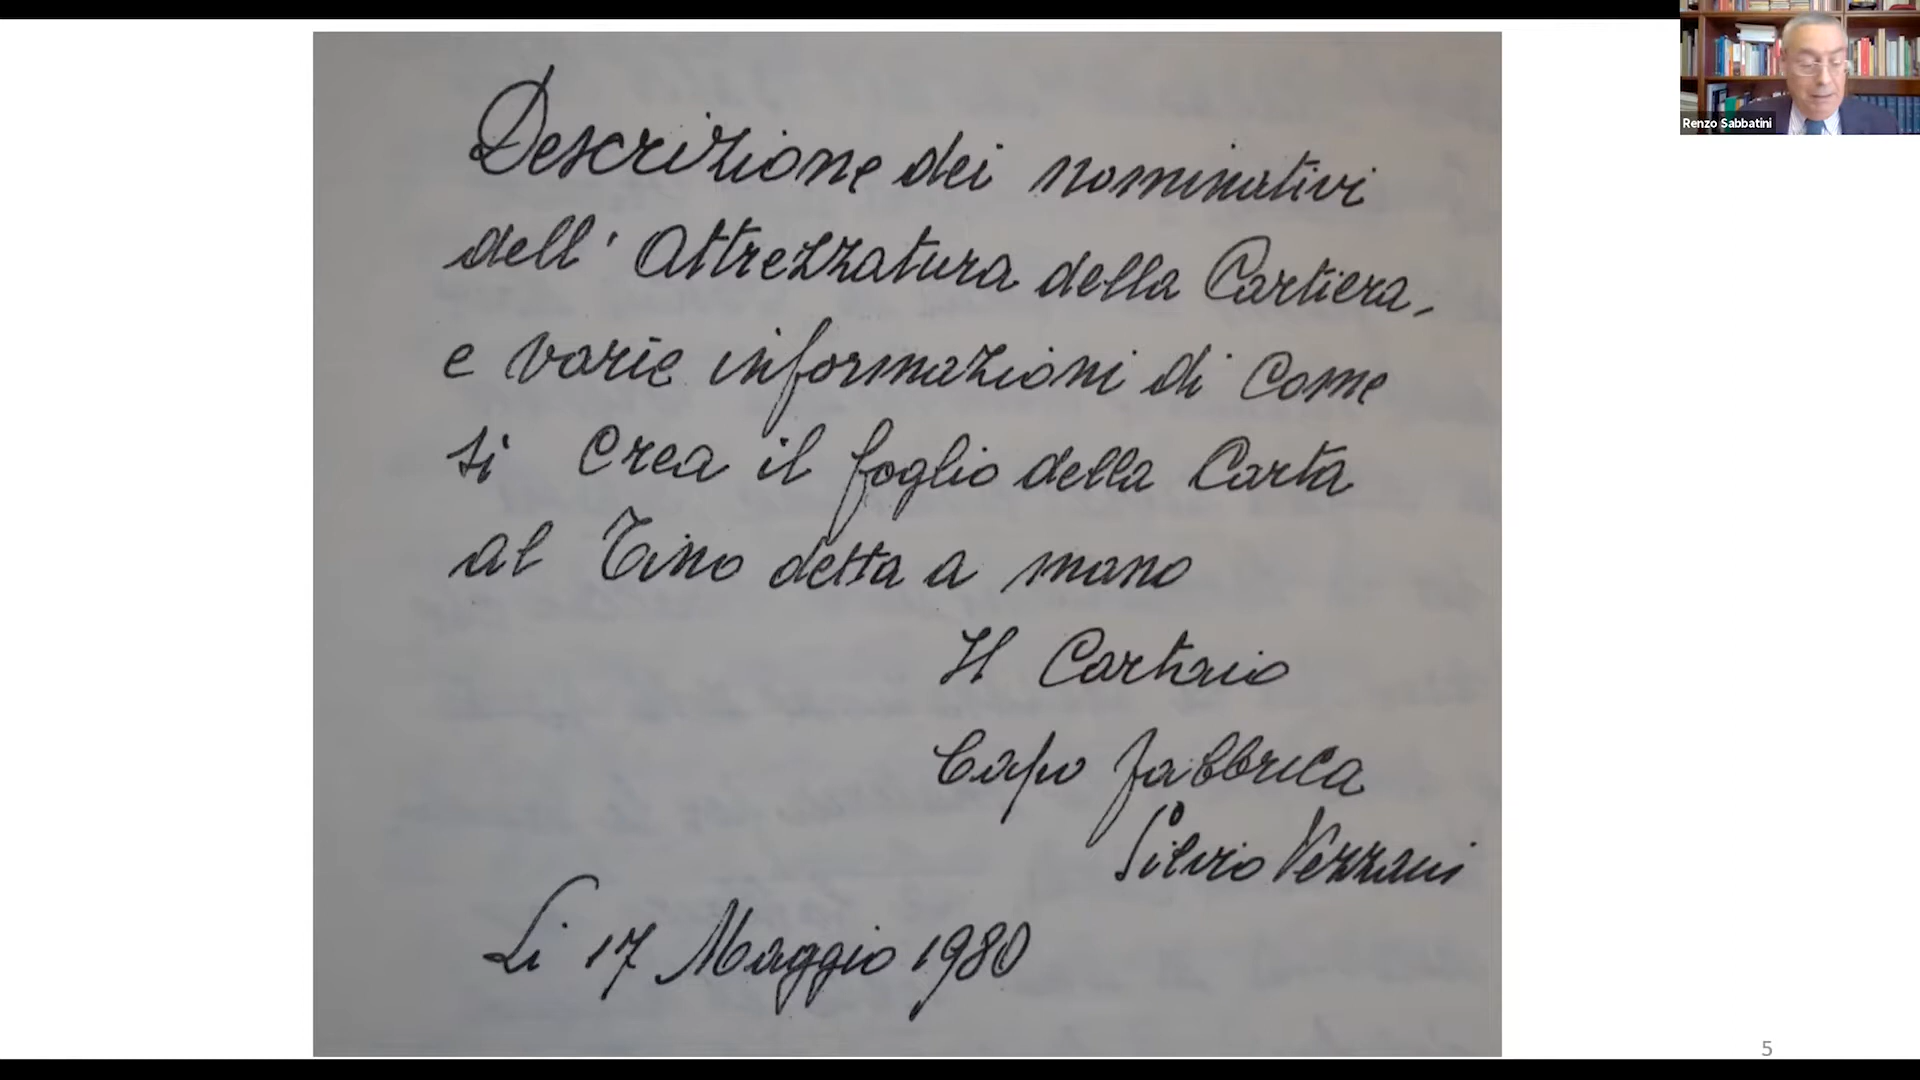 Renzo Sabbatini
Descrizione dei nominativi
dell'Attrezzatura della Cartiera,
e varie informazioni di come
si crea il foglio della Carta
al Tino detta a mano
Il Cartaio
Capo fabbrica
Silvio Vezzani
Li 17 Maggio 1980
5